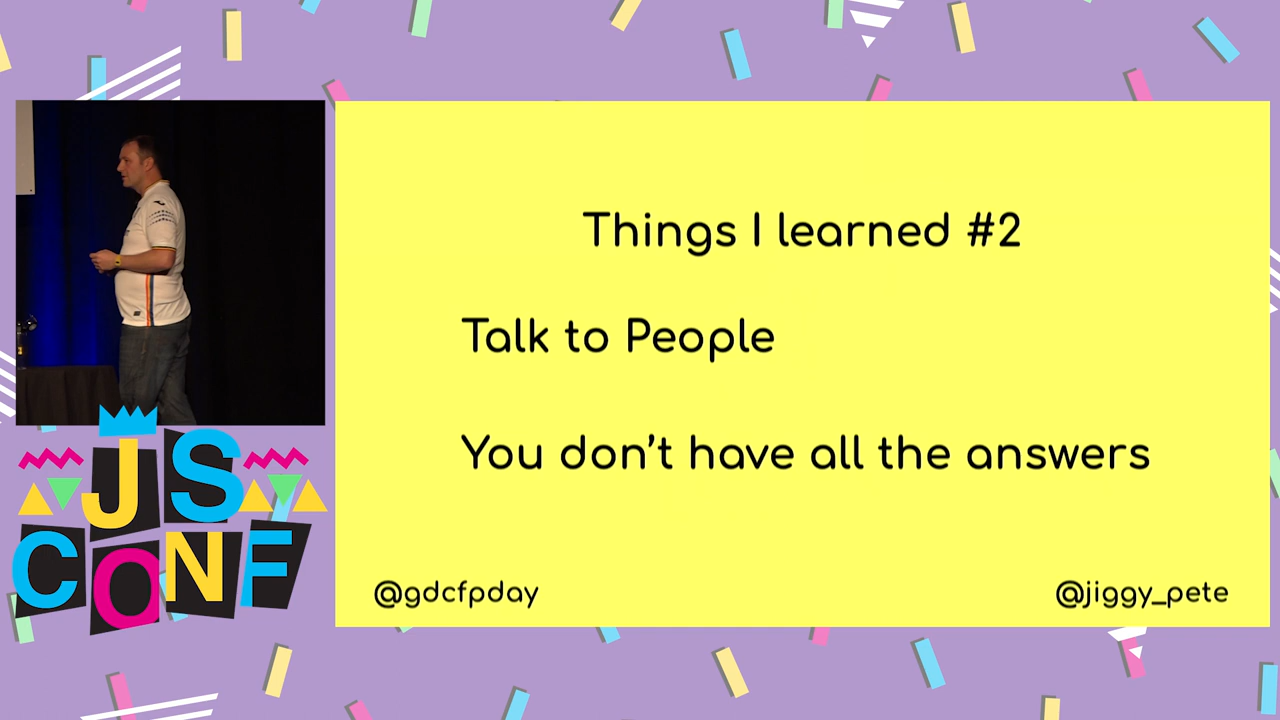 Things I learned #2
Talk to People
You don't have all the answers
@gdcfpday
@jiggy_pete
JS
CONF